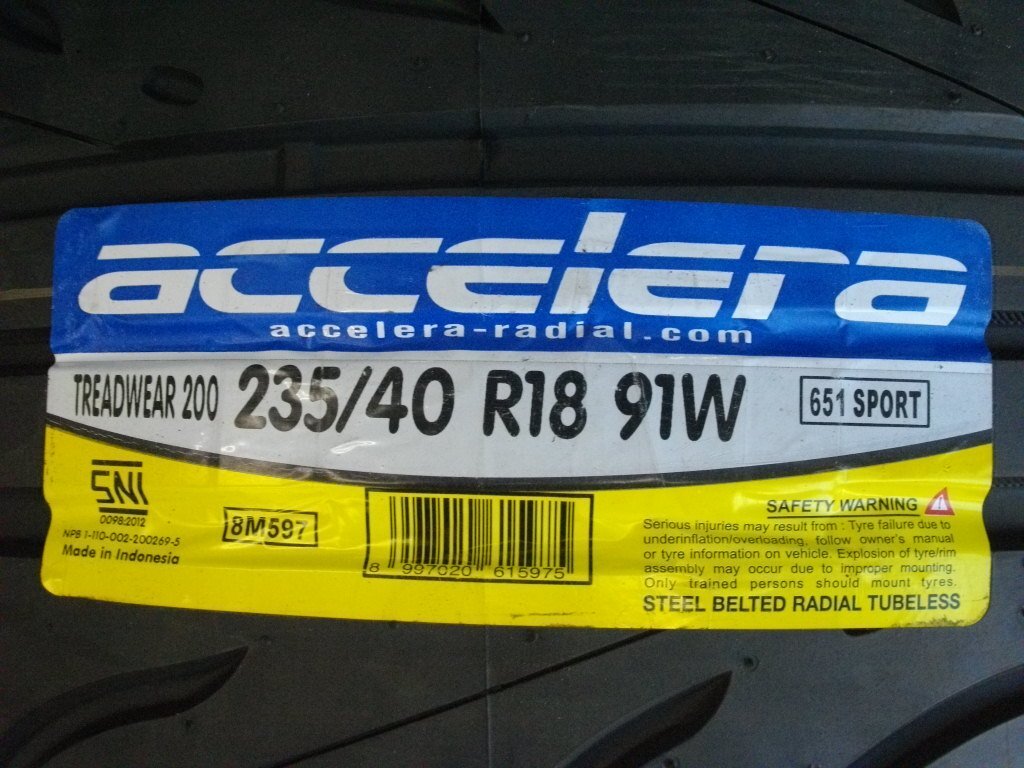 accelera
accelera-radial.com
TREADWEAR 200 235/40 R18 91W 651 SPORT
SNI
0098:2012
NPB 1-110-002-200269-5
Made in Indonesia
8M597
8 997020 615975
SAFETY WARNING
Serious injuries may result from : Tyre failure due to
underinflation/overloading, follow owner's manual
or tyre information on vehicle. Explosion of tyre/rim
assembly may occur due to improper mounting.
Only trained persons should mount tyres.
STEEL BELTED RADIAL TUBELESS